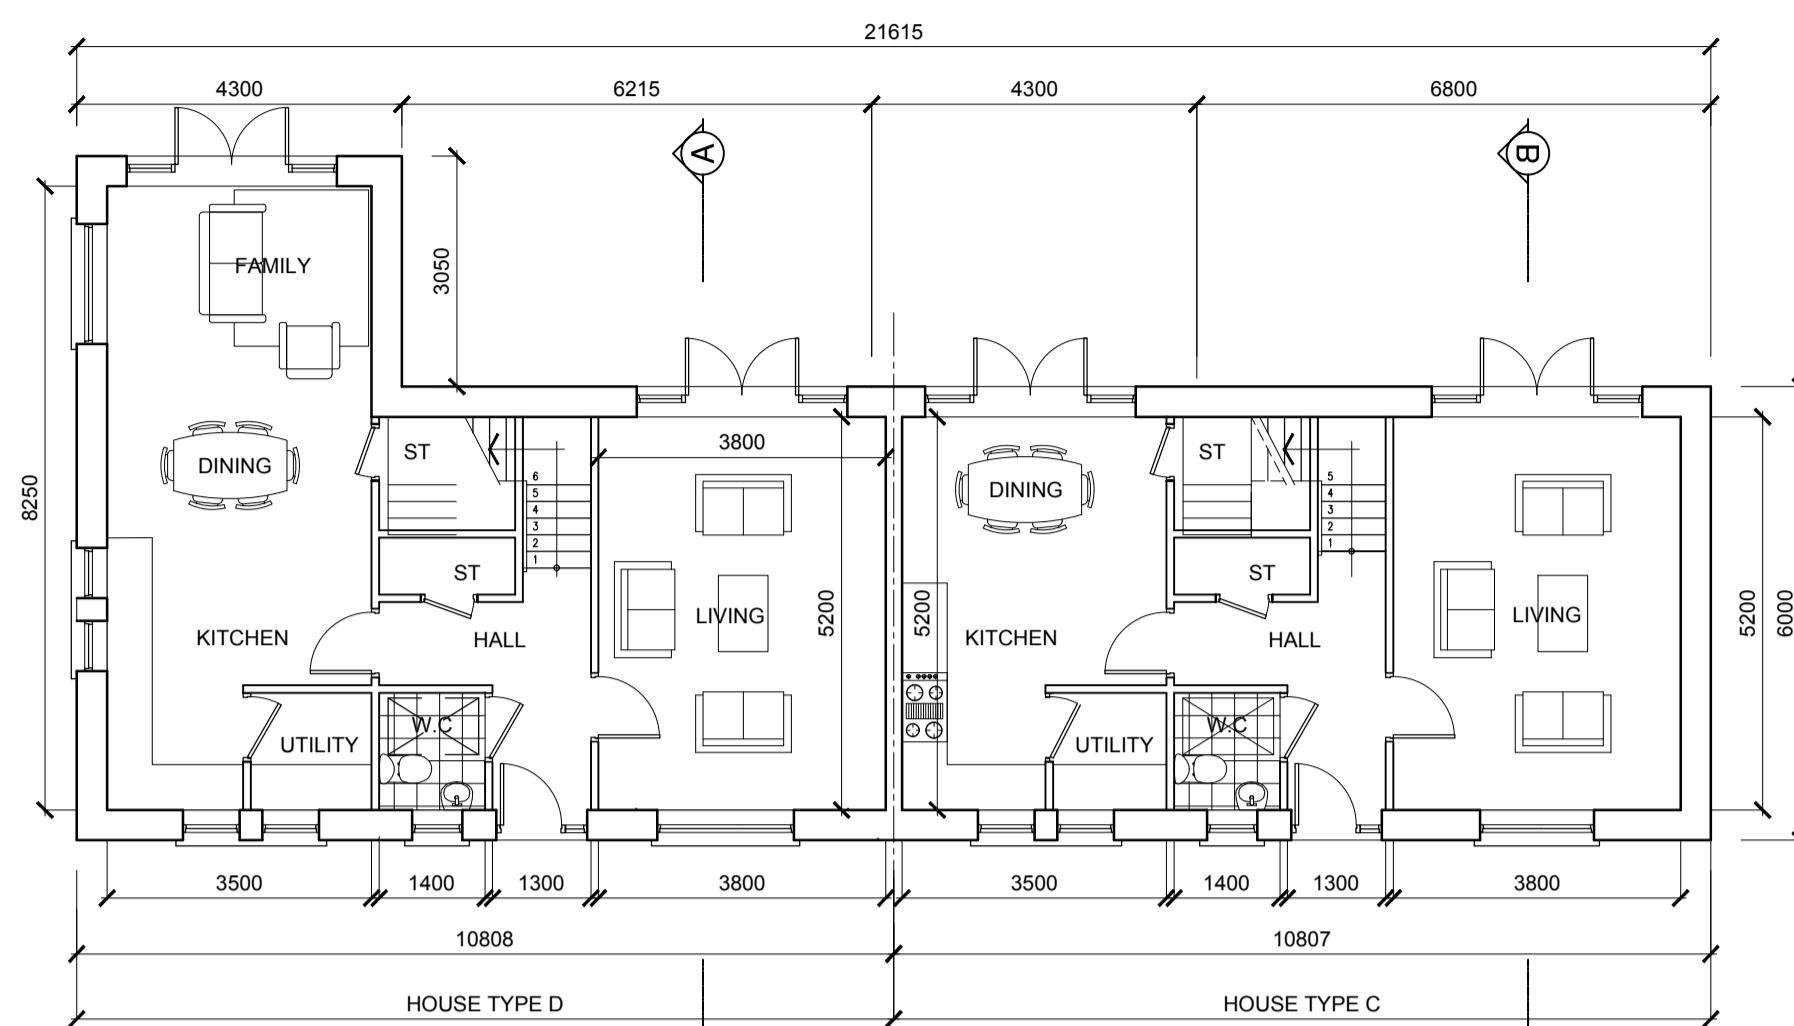 21615
4300 6215 4300 6800
A B
3050
FAMILY
8250
ST ST
3800
DINING DINING
6 5 4 3 2 1
5 4 3 2 1
ST ST
5200 5200 5200 6000
LIVING LIVING
KITCHEN HALL KITCHEN HALL
W.C W.C
UTILITY UTILITY
3500 1400 1300 3800 3500 1400 1300 3800
10808 10807
HOUSE TYPE D HOUSE TYPE C